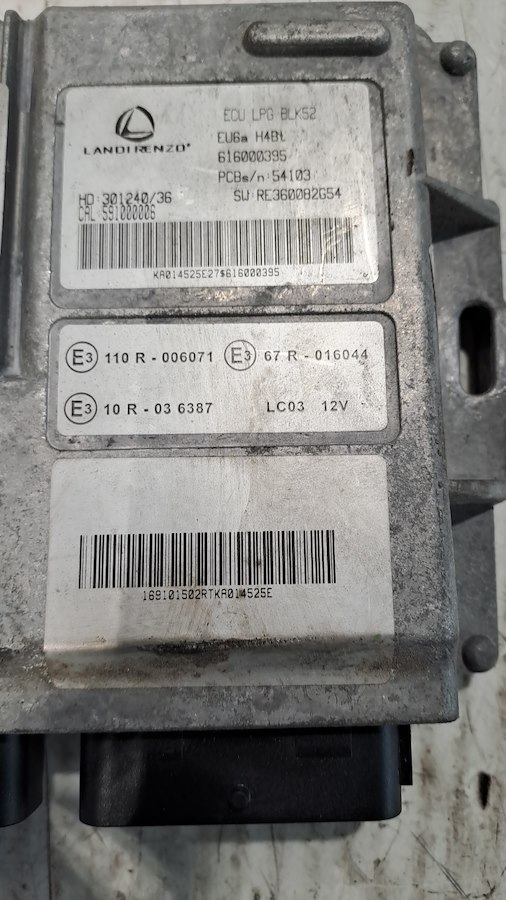 ECU LPG BLK52
LANDIRENZO®
EU6a H4Bt
616000395
PCBs/n:54103
HD 301240/36
SW RE360082G54
CAL 591000006
KA014525E27$616000395
E3 110 R - 006071
E3 67 R - 016044
E3 10 R - 03 6387
LC03 12V
169101502RTKA014525E